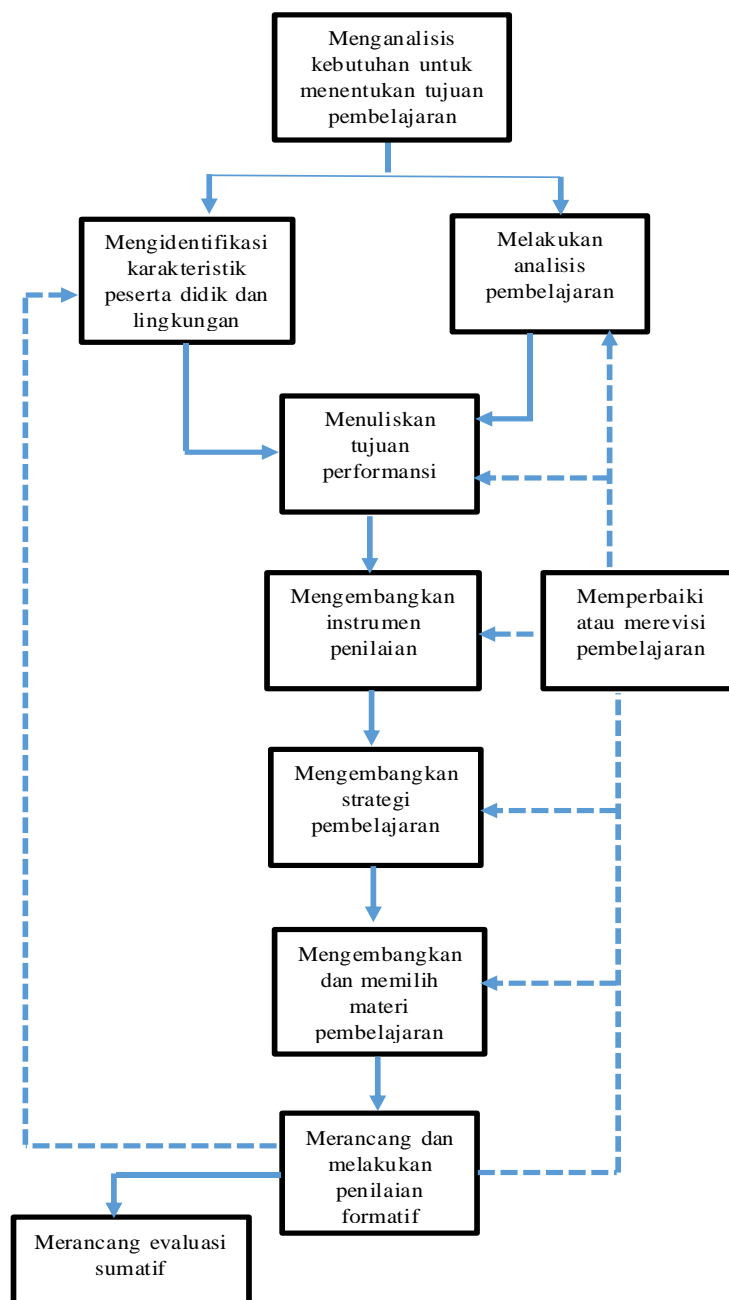 Menganalisis
kebutuhan untuk
menentukan tujuan
pembelajaran
Mengidentifikasi
karakteristik
peserta didik dan
lingkungan
Melakukan
analisis
pembelajaran
Menuliskan
tujuan
performansi
Mengembangkan
instrumen
penilaian
Memperbaiki
atau merevisi
pembelajaran
Mengembangkan
strategi
pembelajaran
Mengembangkan
dan memilih
materi
pembelajaran
Merancang dan
melakukan
penilaian
formatif
Merancang evaluasi
sumatif